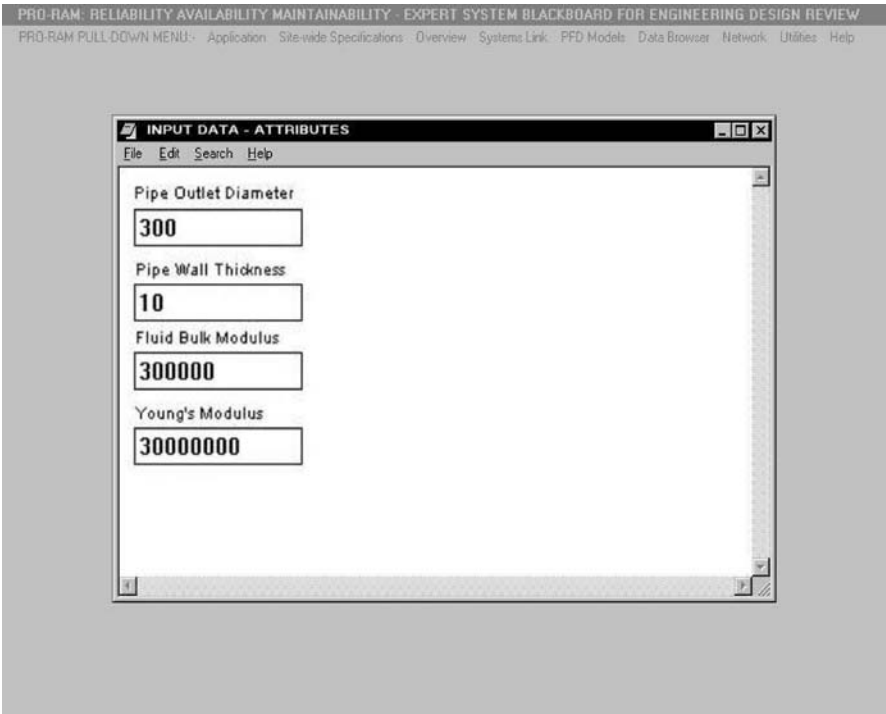 PRO-RAM: RELIABILITY AVAILABILITY MAINTAINABILITY - EXPERT SYSTEM BLACKBOARD FOR ENGINEERING DESIGN REVIEW
PRO-RAM PULL-DOWN MENU:- Application Site-wide Specifications Overview Systems Link PFD Models Data Browser Network Utilities Help
INPUT DATA - ATTRIBUTES
File Edit Search Help
Pipe Outlet Diameter
300
Pipe Wall Thickness
10
Fluid Bulk Modulus
300000
Young's Modulus
30000000